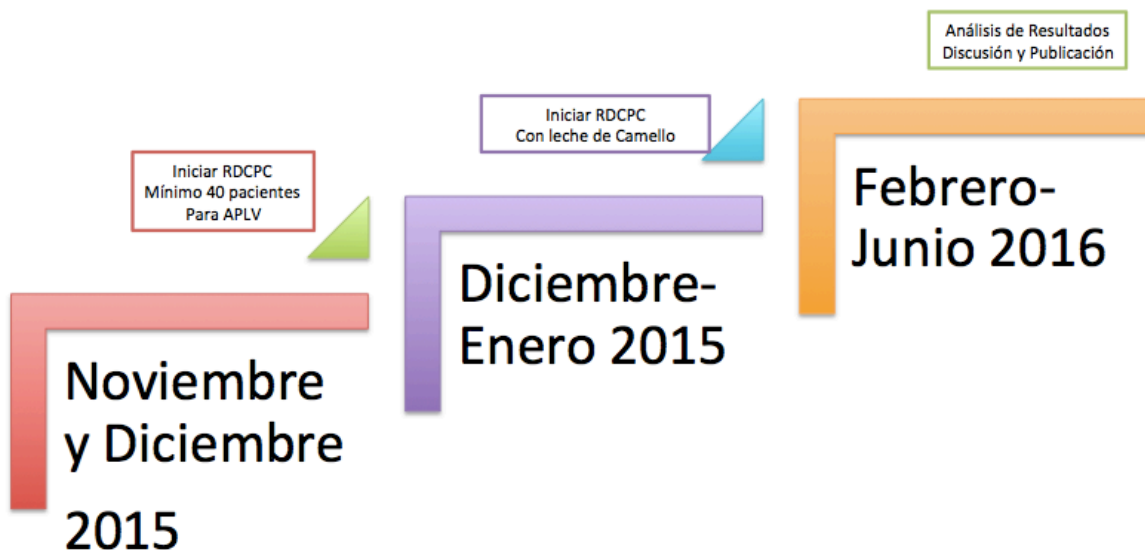 Iniciar RDCPC
Mínimo 40 pacientes
Para APLV
Noviembre
y Diciembre
2015
Iniciar RDCPC
Con leche de Camello
Diciembre-
Enero 2015
Análisis de Resultados
Discusión y Publicación
Febrero-
Junio 2016